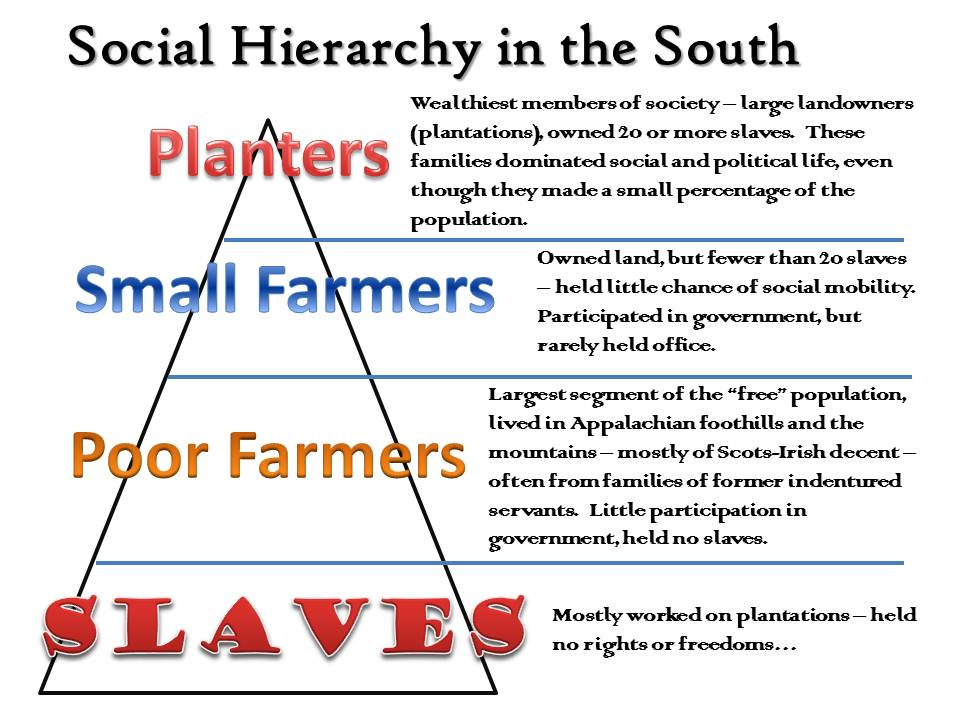 Social Hierarchy in the South
Planters
Wealthiest members of society – large landowners
(plantations), owned 20 or more slaves.  These
families dominated social and political life, even
though they made a small percentage of the
population.
Small Farmers
Owned land, but fewer than 20 slaves
– held little chance of social mobility.
Participated in government, but
rarely held office.
Poor Farmers
Largest segment of the “free” population,
lived in Appalachian foothills and the
mountains – mostly of Scots-Irish decent –
often from families of former indentured
servants.  Little participation in
government, held no slaves.
SLAVES
Mostly worked on plantations – held
no rights or freedoms…